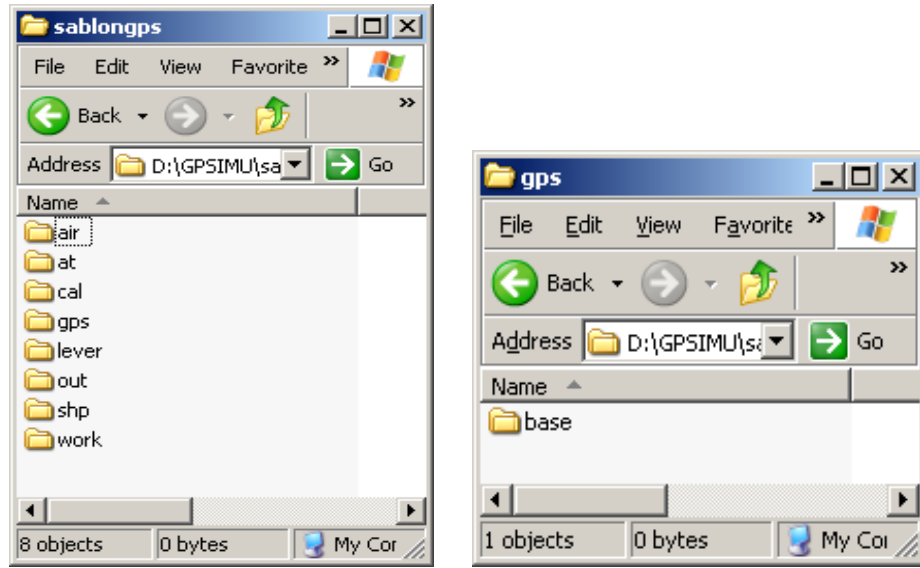 sablongps
File Edit View Favorite »
Back »
Address D:\GPSIMU\sa Go
Name
air
at
cal
gps
lever
out
shp
work
8 objects 0 bytes My Cor
gps
File Edit View Favorite »
Back »
Address D:\GPSIMU\sa Go
Name
base
1 objects 0 bytes My Cor